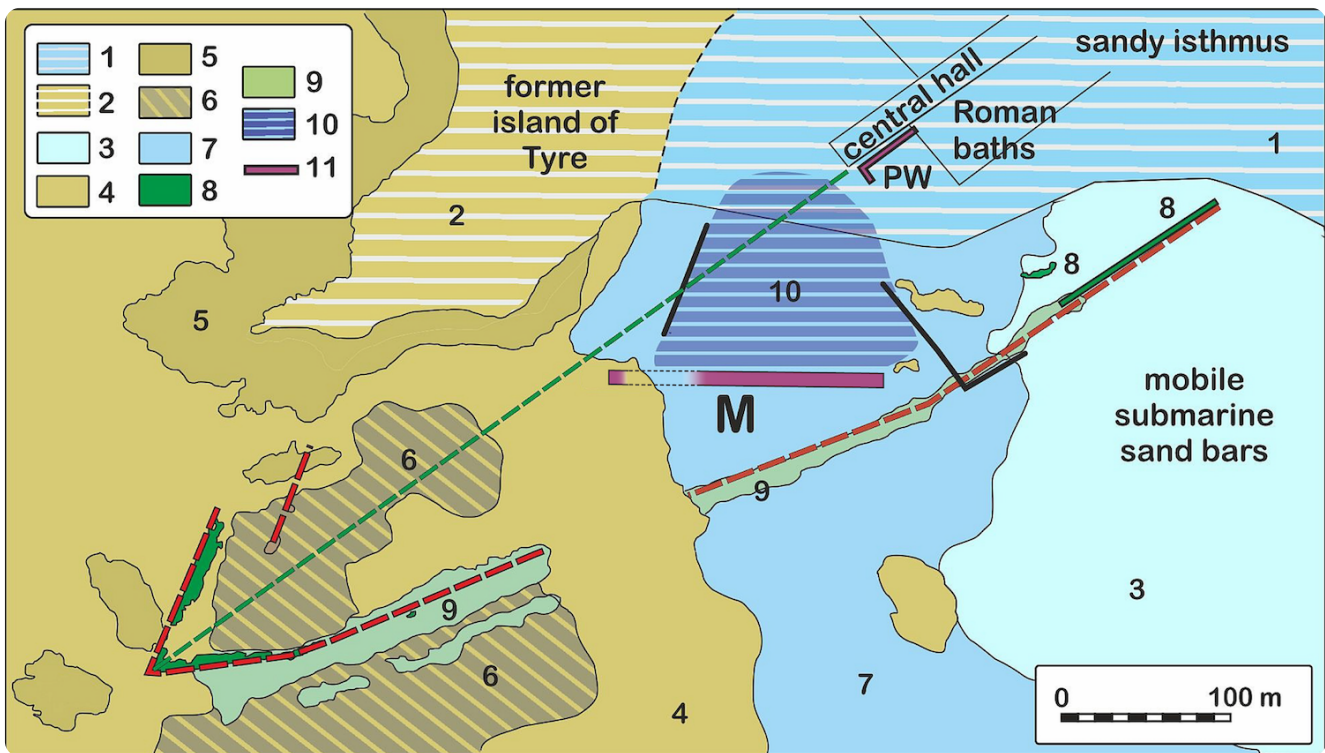 1
2
3
4
5
6
7
8
9
10
11
former
island of
Tyre
central hall
Roman
baths
PW
sandy isthmus
1
2
5
10
8
8
M
mobile
submarine
sand bars
6
9
9
6
4
7
3
0 100 m